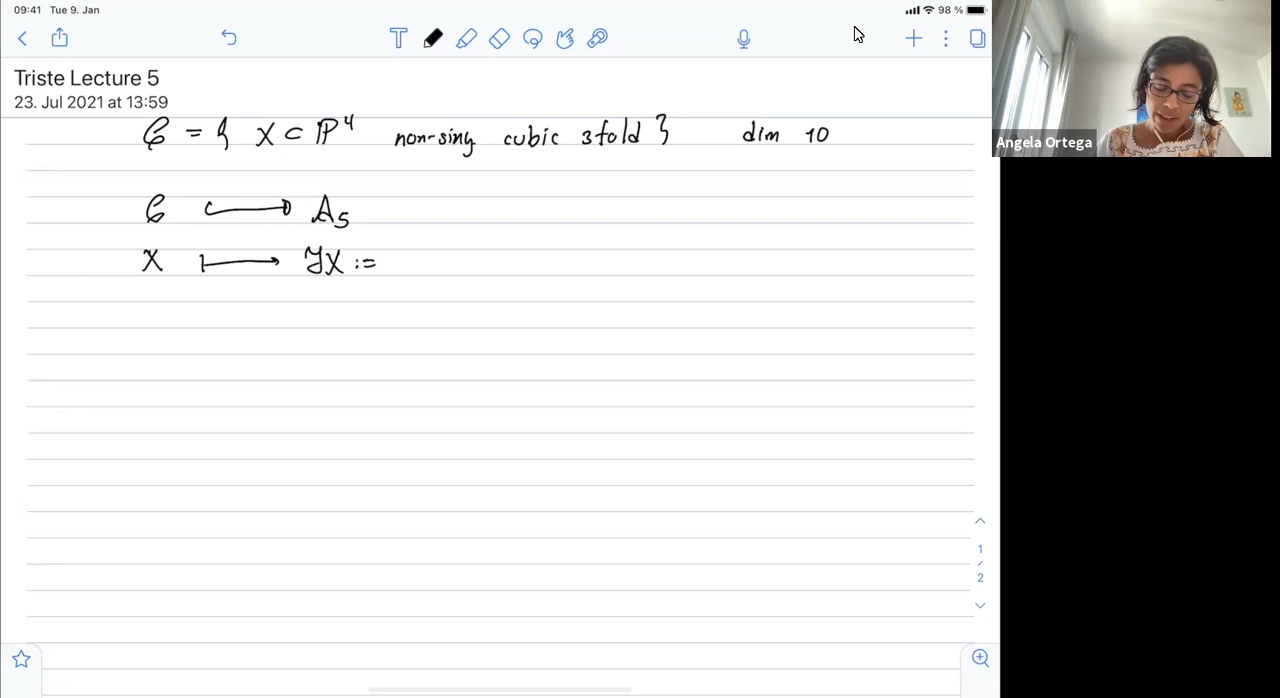 09:41 Tue 9. Jan
98 %
Triste Lecture 5
23. Jul 2021 at 13:59
𝒞 = { X ⊂ ℙ⁴ non-sing cubic 3fold } dim 10
𝒞 ↪ A₅
X ⟼ JX :=
Angela Ortega
1
2